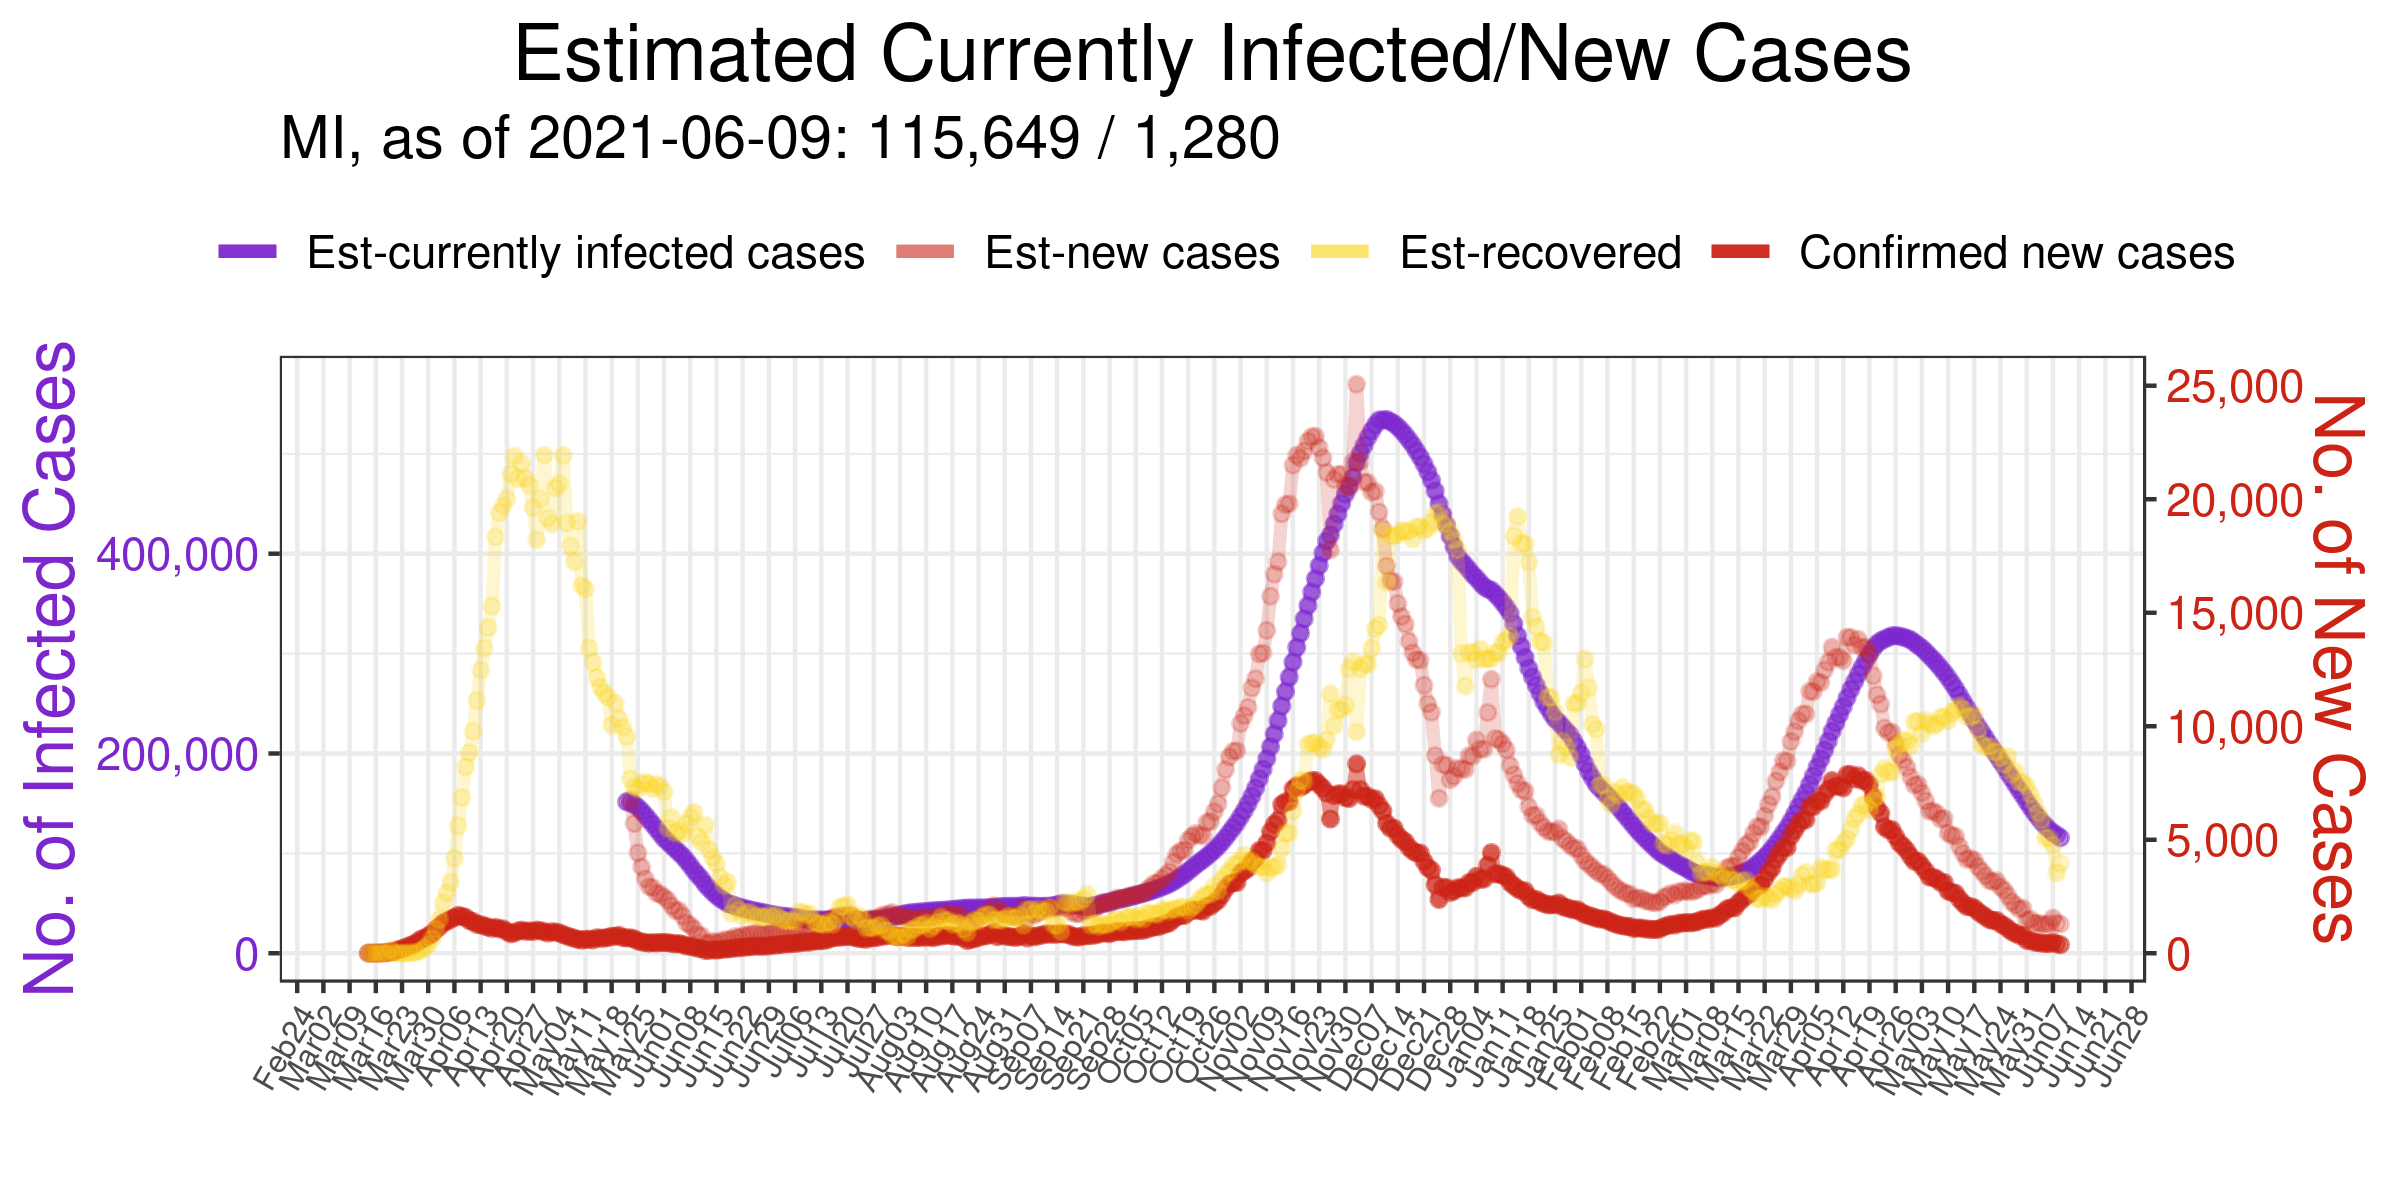 Estimated Currently Infected/New Cases
MI, as of 2021-06-09: 115,649 / 1,280
Est-currently infected cases Est-new cases Est-recovered Confirmed new cases
No. of Infected Cases
400,000
200,000
0
25,000
20,000
15,000
10,000
5,000
0
No. of New Cases
Feb24 Mar02 Mar09 Mar16 Mar23 Mar30 Apr06 Apr13 Apr20 Apr27 May04 May11 May18 May25 Jun01 Jun08 Jun15 Jun22 Jun29 Jul06 Jul13 Jul20 Jul27 Aug03 Aug10 Aug17 Aug24 Aug31 Sep07 Sep14 Sep21 Sep28 Oct05 Oct12 Oct19 Oct26 Nov02 Nov09 Nov16 Nov23 Nov30 Dec07 Dec14 Dec21 Dec28 Jan04 Jan11 Jan18 Jan25 Feb01 Feb08 Feb15 Feb22 Mar01 Mar08 Mar15 Mar22 Mar29 Apr05 Apr12 Apr19 Apr26 May03 May10 May17 May24 May31 Jun07 Jun14 Jun21 Jun28